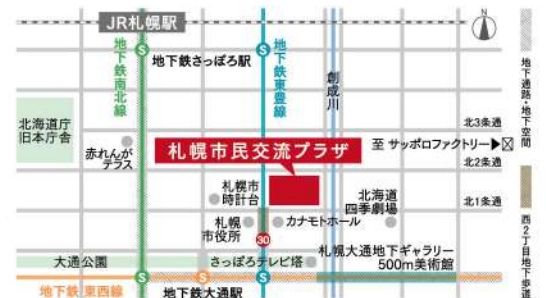 N
JR札幌駅
S
S
地下鉄さっぽろ駅
地下鉄南北線
地下鉄東豊線
創成川
地下通路・地下空間
北海道庁
旧本庁舎
赤れんが
テラス
北3条通
札幌市民交流プラザ
至 サッポロファクトリー▶
北2条通
札幌市
時計台
北海道
四季劇場
北1条通
札幌
市役所
カナモトホール
30
西2丁目地下歩道
大通公園
さっぽろテレビ塔
札幌大通地下ギャラリー
500m美術館
S
S
S
地下鉄 東西線
地下鉄大通駅